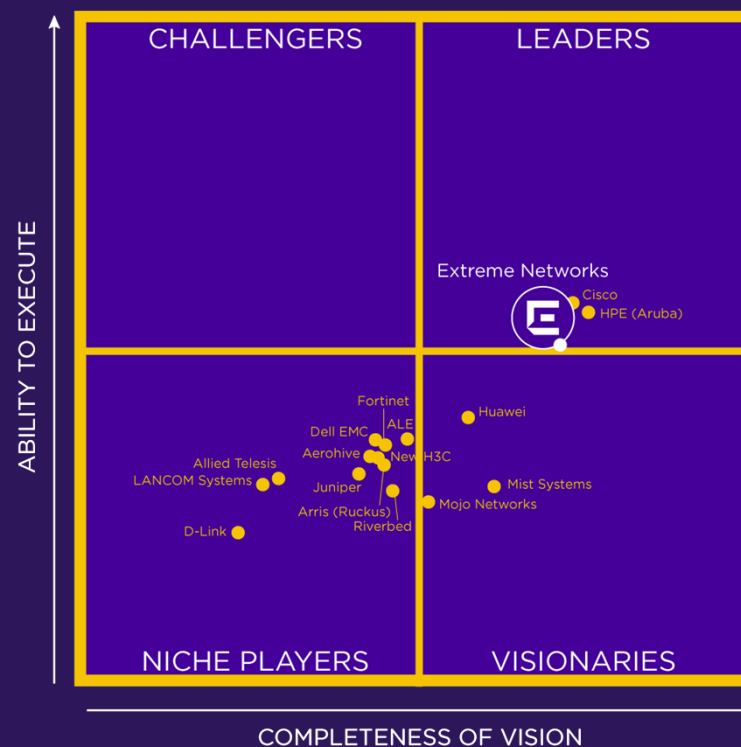 CHALLENGERS
LEADERS
ABILITY TO EXECUTE
Extreme Networks
E
Cisco
HPE (Aruba)
Fortinet
Huawei
ALE
Dell EMC
Aerohive
New H3C
Allied Telesis
LANCOM Systems
Juniper
Mist Systems
Arris (Ruckus)
Mojo Networks
Riverbed
D-Link
NICHE PLAYERS
VISIONARIES
COMPLETENESS OF VISION